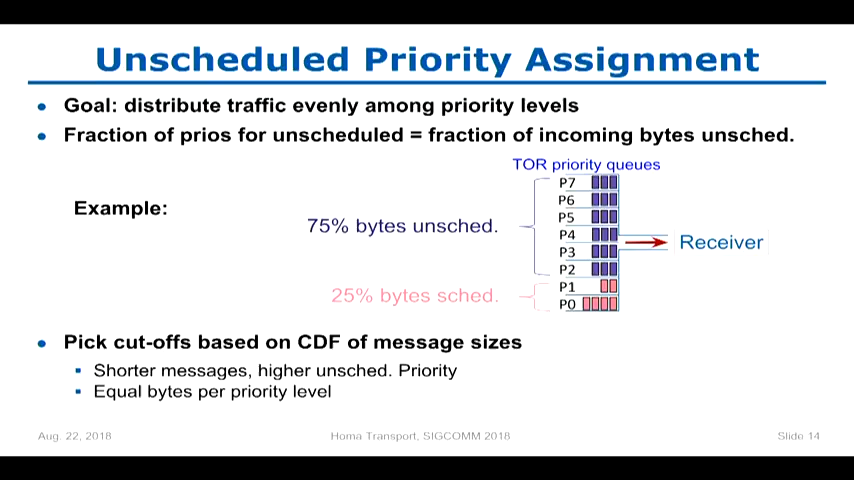 Unscheduled Priority Assignment
Goal: distribute traffic evenly among priority levels
Fraction of prios for unscheduled = fraction of incoming bytes unsched.
TOR priority queues
Example:
75% bytes unsched.
25% bytes sched.
P7
P6
P5
P4
P3
P2
P1
P0
Receiver
Pick cut-offs based on CDF of message sizes
Shorter messages, higher unsched. Priority
Equal bytes per priority level
Aug. 22, 2018
Homa Transport, SIGCOMM 2018
Slide 14